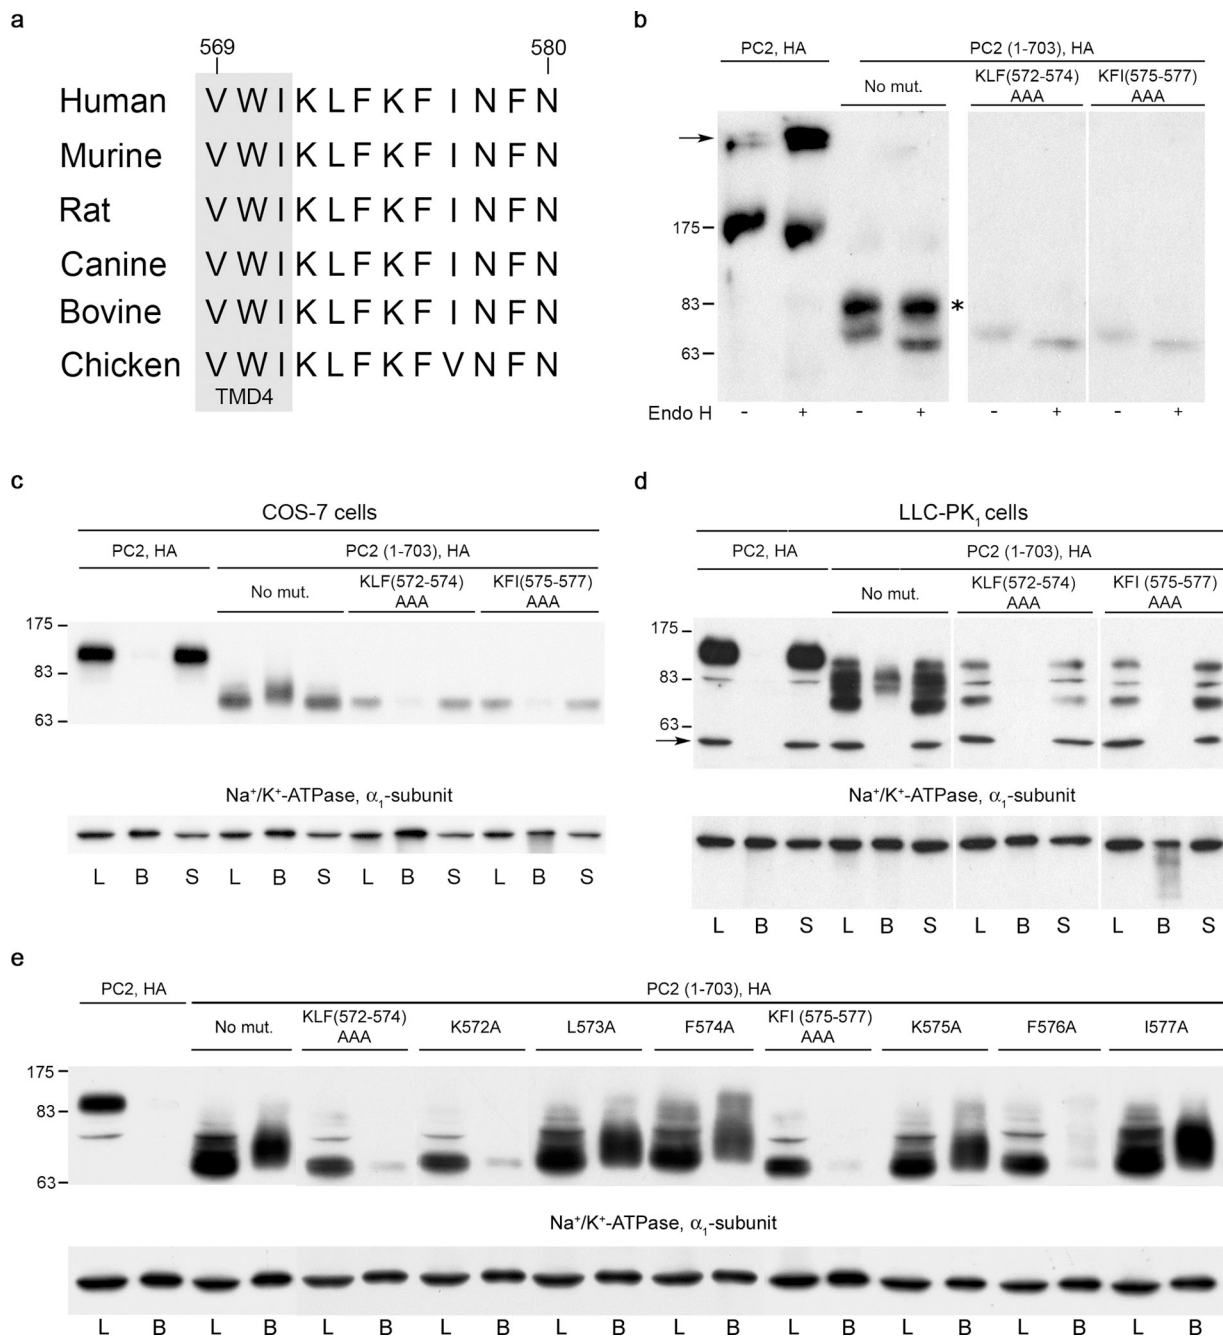 a
569 580
Human V W I K L F K F I N F N
Murine V W I K L F K F I N F N
Rat V W I K L F K F I N F N
Canine V W I K L F K F I N F N
Bovine V W I K L F K F I N F N
Chicken V W I K L F K F V N F N
TMD4
b
PC2, HA PC2 (1-703), HA
No mut. KLF(572-574) KFI(575-577)
AAA AAA
175
83 *
63
Endo H - + - + - + - +
c
COS-7 cells
PC2, HA PC2 (1-703), HA
No mut. KLF(572-574) KFI(575-577)
AAA AAA
175
83
63
Na⁺/K⁺-ATPase, α₁-subunit
L B S L B S L B S L B S
d
LLC-PK₁ cells
PC2, HA PC2 (1-703), HA
No mut. KLF(572-574) KFI (575-577)
AAA AAA
175
83
63
Na⁺/K⁺-ATPase, α₁-subunit
L B S L B S L B S L B S
e
PC2, HA PC2 (1-703), HA
No mut. KLF(572-574) K572A L573A F574A KFI (575-577) K575A F576A I577A
AAA AAA
175
83
63
Na⁺/K⁺-ATPase, α₁-subunit
L B L B L B L B L B L B L B L B L B L B